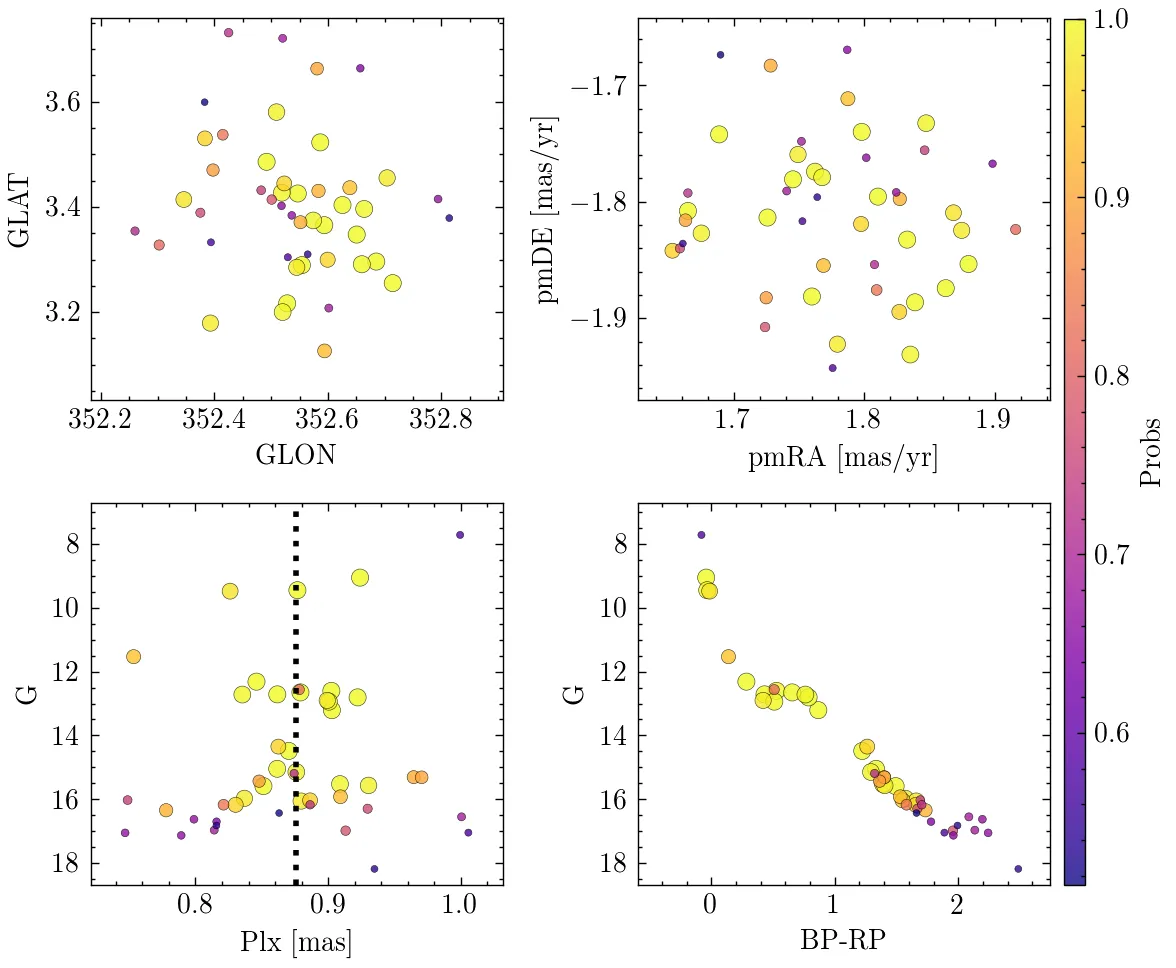 3.6
3.4
3.2
GLAT
352.2 352.4 352.6 352.8
GLON
−1.7
−1.8
−1.9
pmDE [mas/yr]
1.7 1.8 1.9
pmRA [mas/yr]
1.0
0.9
0.8
0.7
0.6
Probs
8
10
12
14
16
18
G
0.8 0.9 1.0
Plx [mas]
8
10
12
14
16
18
G
0 1 2
BP-RP